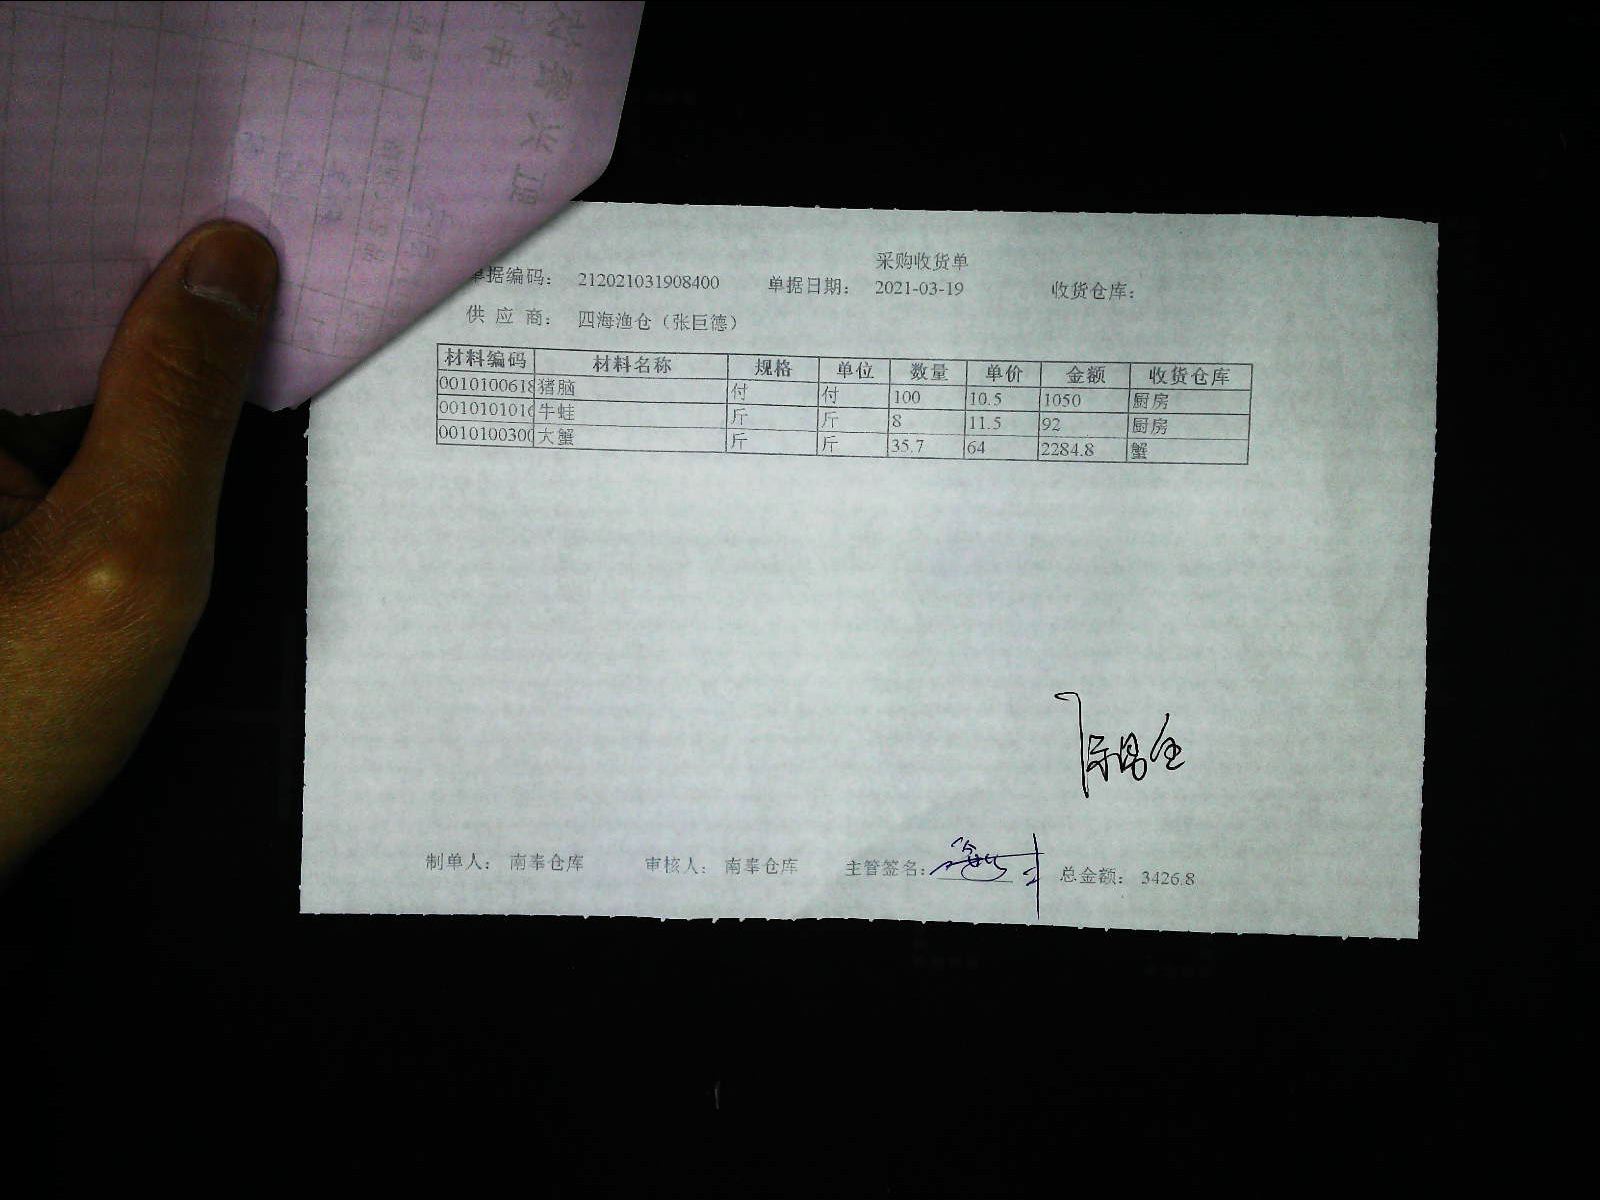 采购收货单
单据编码： 212021031908400 单据日期： 2021-03-19 收货仓库：
供 应 商： 四海渔仓（张巨德）
材料编码 材料名称 规格 单位 数量 单价 金额 收货仓库
0010100618 猪脑 付 付 100 10.5 1050 厨房
0010101016 牛蛙 斤 斤 8 11.5 92 厨房
0010100300 大蟹 斤 斤 35.7 64 2284.8 蟹
制单人： 南奉仓库 审核人： 南奉仓库 主管签名： 总金额： 3426.8